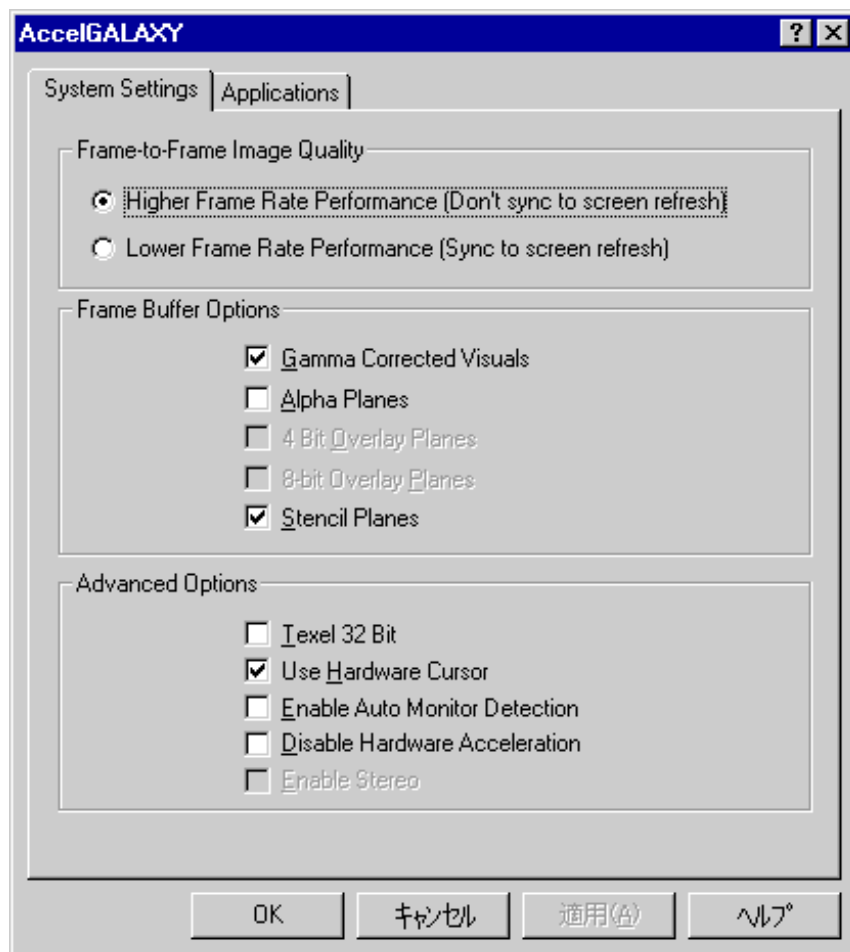 AccelGALAXY
System Settings
Applications
Frame-to-Frame Image Quality
Higher Frame Rate Performance (Don't sync to screen refresh)
Lower Frame Rate Performance (Sync to screen refresh)
Frame Buffer Options
Gamma Corrected Visuals
Alpha Planes
4 Bit Overlay Planes
8-bit Overlay Planes
Stencil Planes
Advanced Options
Texel 32 Bit
Use Hardware Cursor
Enable Auto Monitor Detection
Disable Hardware Acceleration
Enable Stereo
OK
キャンセル
適用(A)
ヘルプ